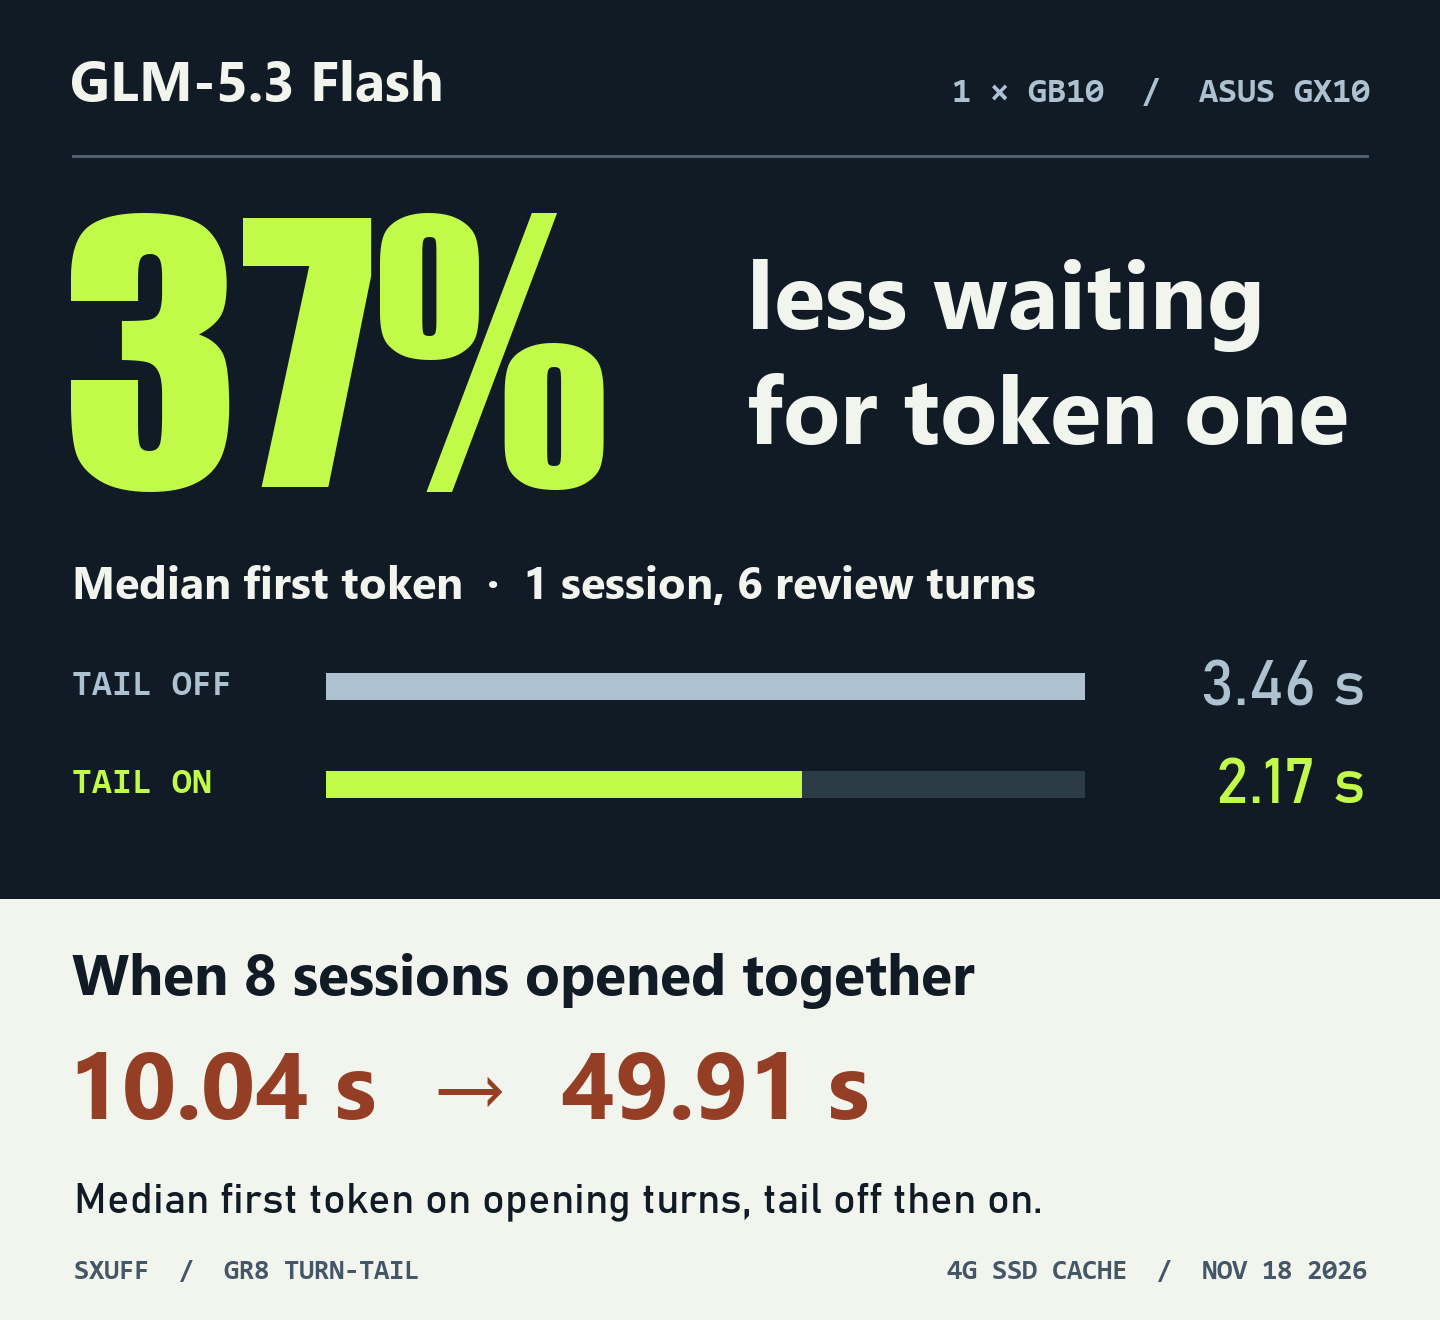 GLM-5.3 Flash
1 × GB10 / ASUS GX10
37%
less waiting
for token one
Median first token · 1 session, 6 review turns
TAIL OFF 3.46 s
TAIL ON 2.17 s
When 8 sessions opened together
10.04 s → 49.91 s
Median first token on opening turns, tail off then on.
SXUFF / GR8 TURN-TAIL
4G SSD CACHE / NOV 18 2026